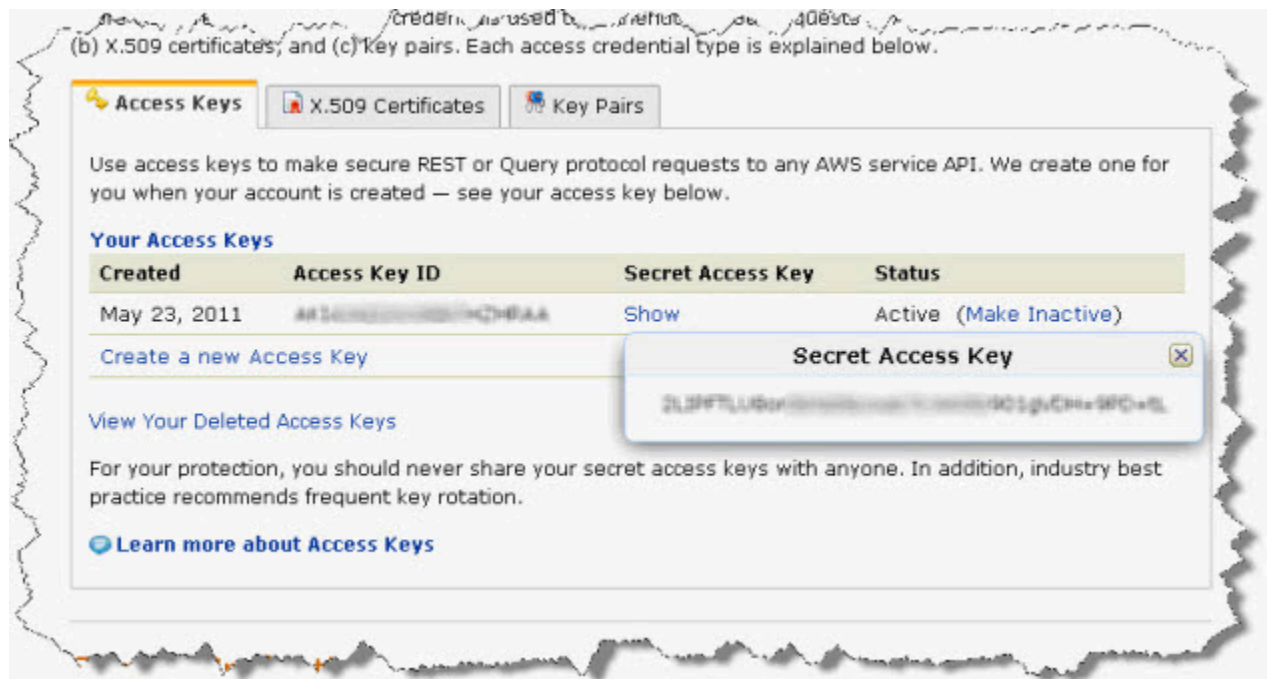 (b) X.509 certificates, and (c) key pairs. Each access credential type is explained below.
Access Keys X.509 Certificates Key Pairs
Use access keys to make secure REST or Query protocol requests to any AWS service API. We create one for
you when your account is created — see your access key below.
Your Access Keys
Created Access Key ID Secret Access Key Status
May 23, 2011 Show Active (Make Inactive)
Create a new Access Key
Secret Access Key
View Your Deleted Access Keys
For your protection, you should never share your secret access keys with anyone. In addition, industry best
practice recommends frequent key rotation.
Learn more about Access Keys